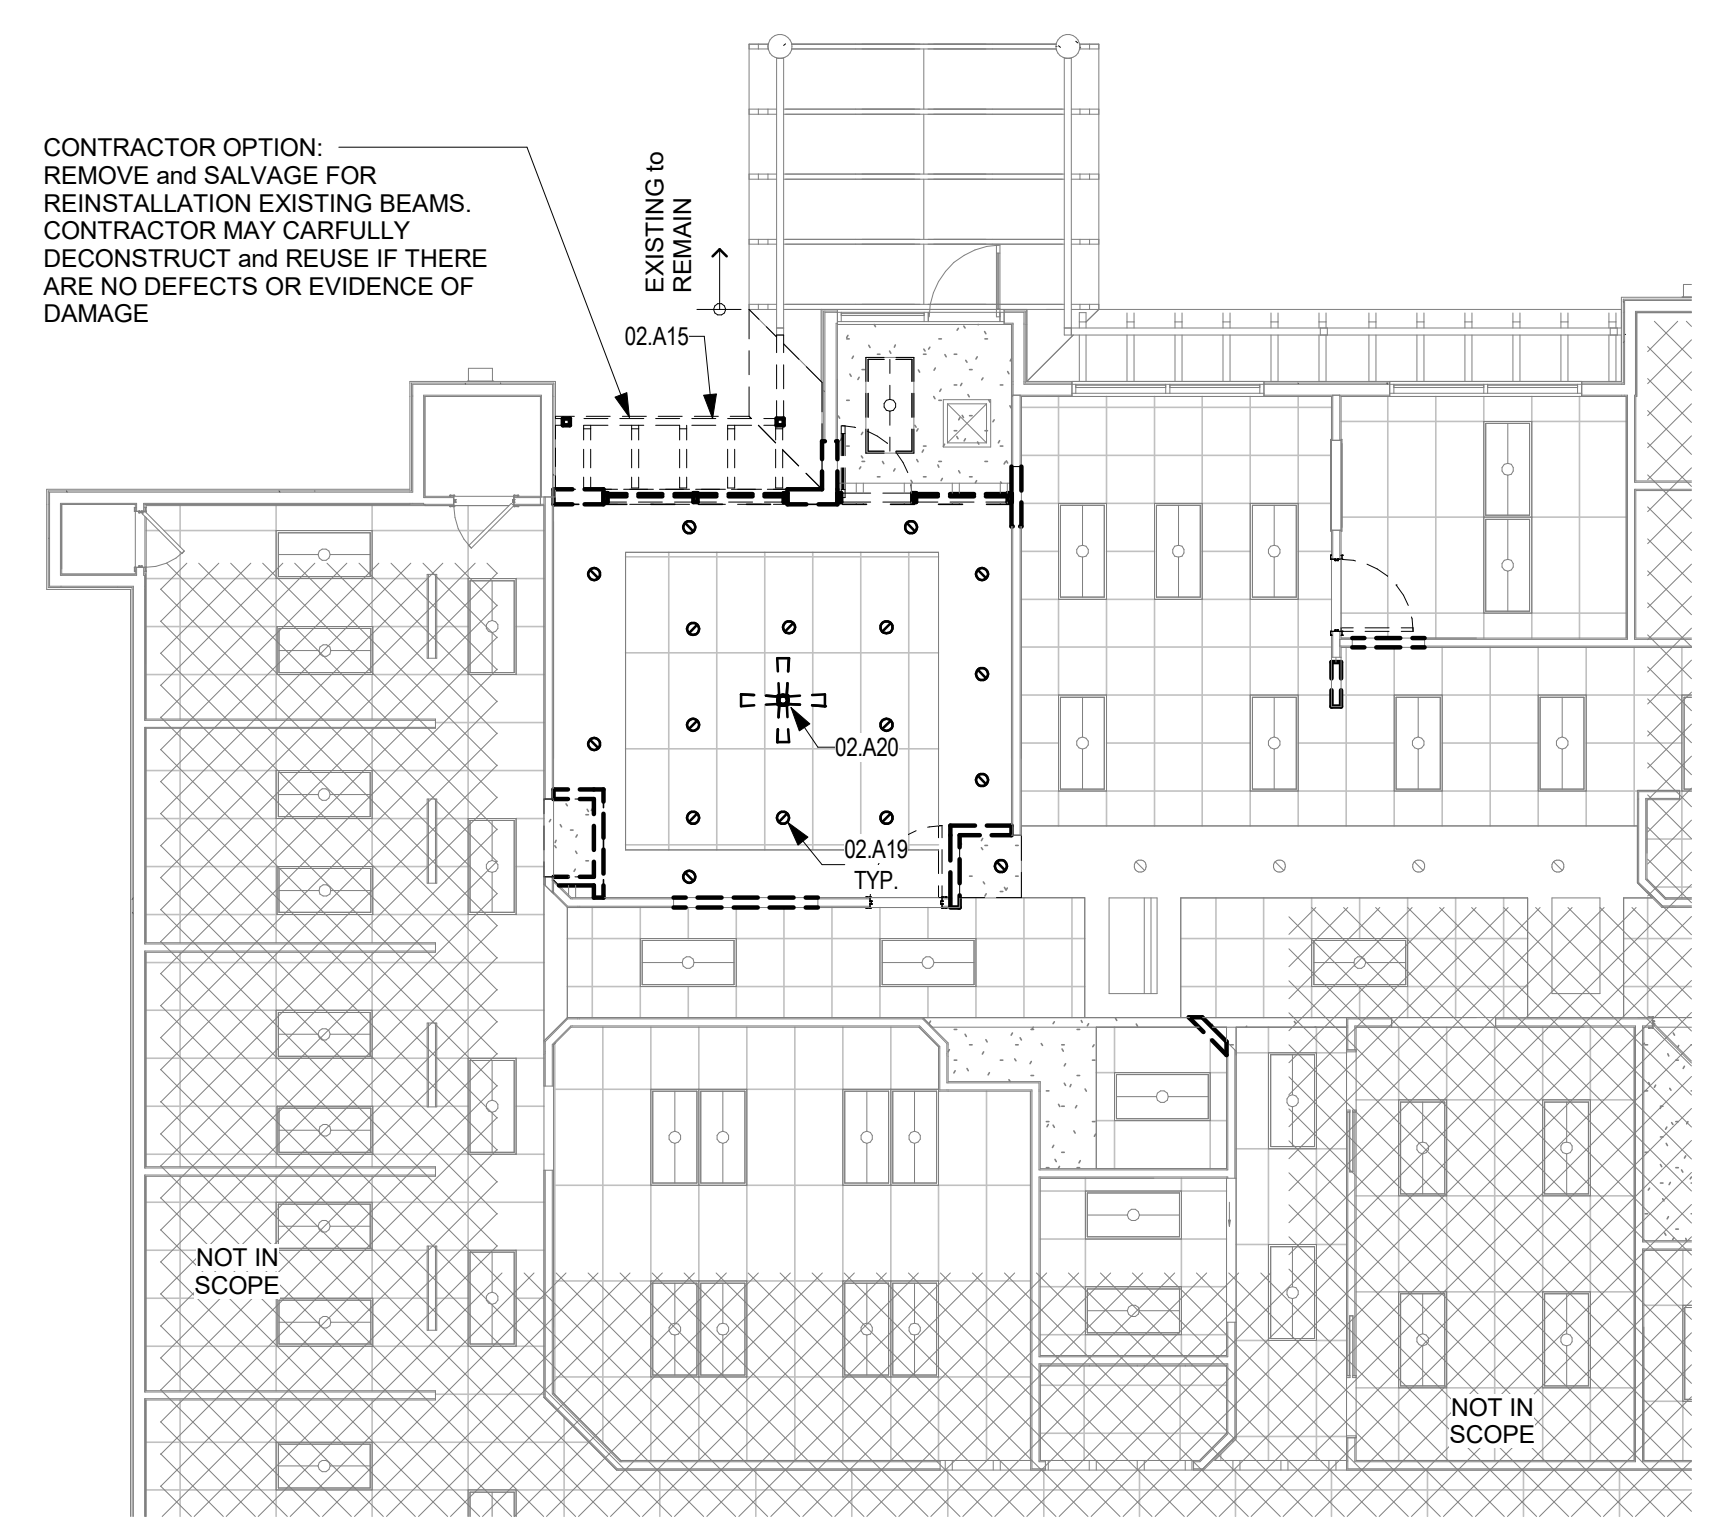 CONTRACTOR OPTION:
REMOVE and SALVAGE FOR
REINSTALLATION EXISTING BEAMS.
CONTRACTOR MAY CARFULLY
DECONSTRUCT and REUSE IF THERE
ARE NO DEFECTS OR EVIDENCE OF
DAMAGE
EXISTING to
REMAIN
02.A15
02.A20
02.A19
TYP.
NOT IN
SCOPE
NOT IN
SCOPE